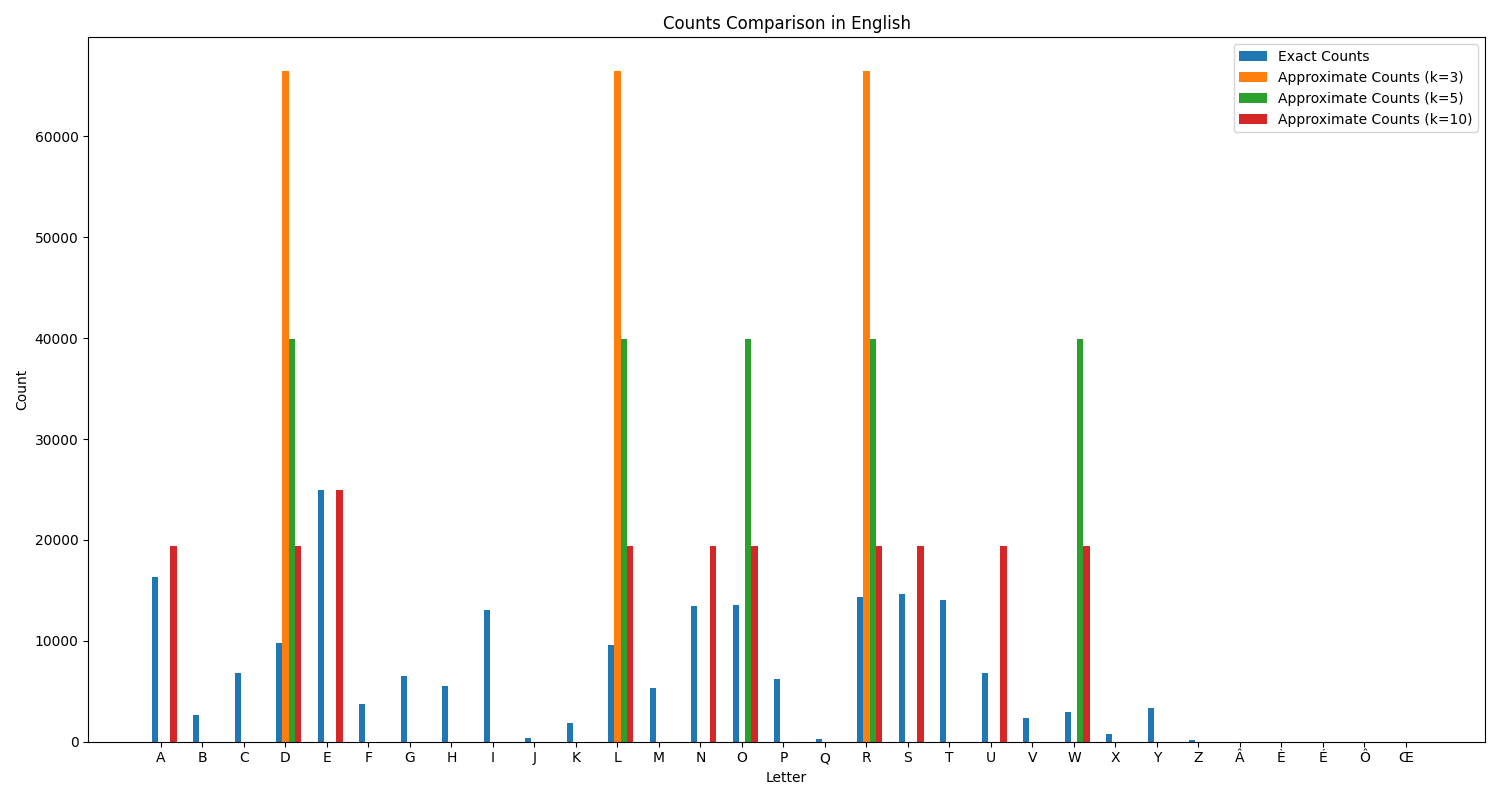 Counts Comparison in English
Exact Counts
Approximate Counts (k=3)
Approximate Counts (k=5)
Approximate Counts (k=10)
Count
60000
50000
40000
30000
20000
10000
0
A B C D E F G H I J K L M N O P Q R S T U V W X Y Z Â È É Ô Œ
Letter